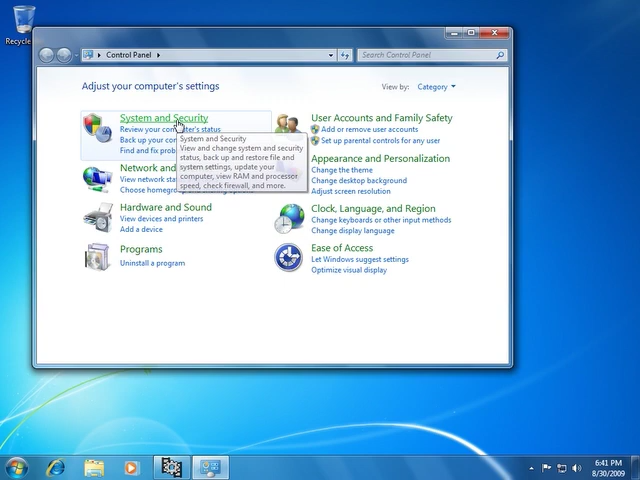 Recycle
Control Panel
Search Control Panel
Adjust your computer's settings
View by: Category
System and Security
Review your computer's status
Back up your
Find and fix
System and Security
View and change system and security
status, back up and restore file and
system settings, update your
computer, view RAM and processor
speed, check firewall, and more.
Network and
View network
Choose homegroup
Hardware and Sound
View devices and printers
Add a device
Programs
Uninstall a program
User Accounts and Family Safety
Add or remove user accounts
Set up parental controls for any user
Appearance and Personalization
Change the theme
Change desktop background
Adjust screen resolution
Clock, Language, and Region
Change keyboards or other input methods
Change display language
Ease of Access
Let Windows suggest settings
Optimize visual display
6:41 PM
8/30/2009